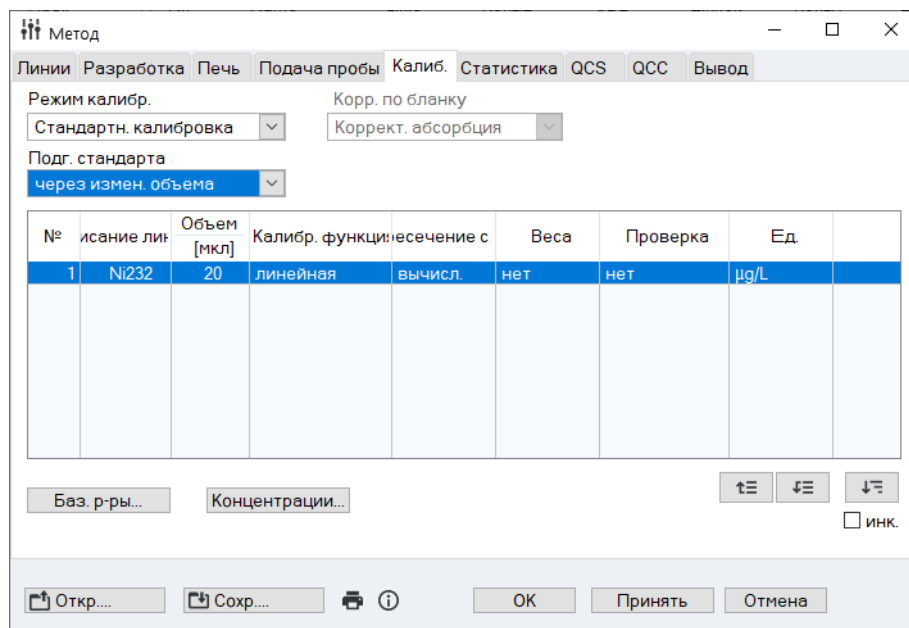 Метод
Линии Разработка Печь Подача пробы Калиб. Статистика QCS QCC Вывод
Режим калибр. Корр. по бланку
Стандартн. калибровка Коррект. абсорбция
Подг. стандарта
через измен. объема
№ исание лин Объем [мкл] Калибр. функци ресечение с Веса Проверка Ед.
1 Ni232 20 линейная вычисл. нет нет µg/L
Баз. р-ры... Концентрации...
инк.
Откр.... Сохр.... OK Принять Отмена